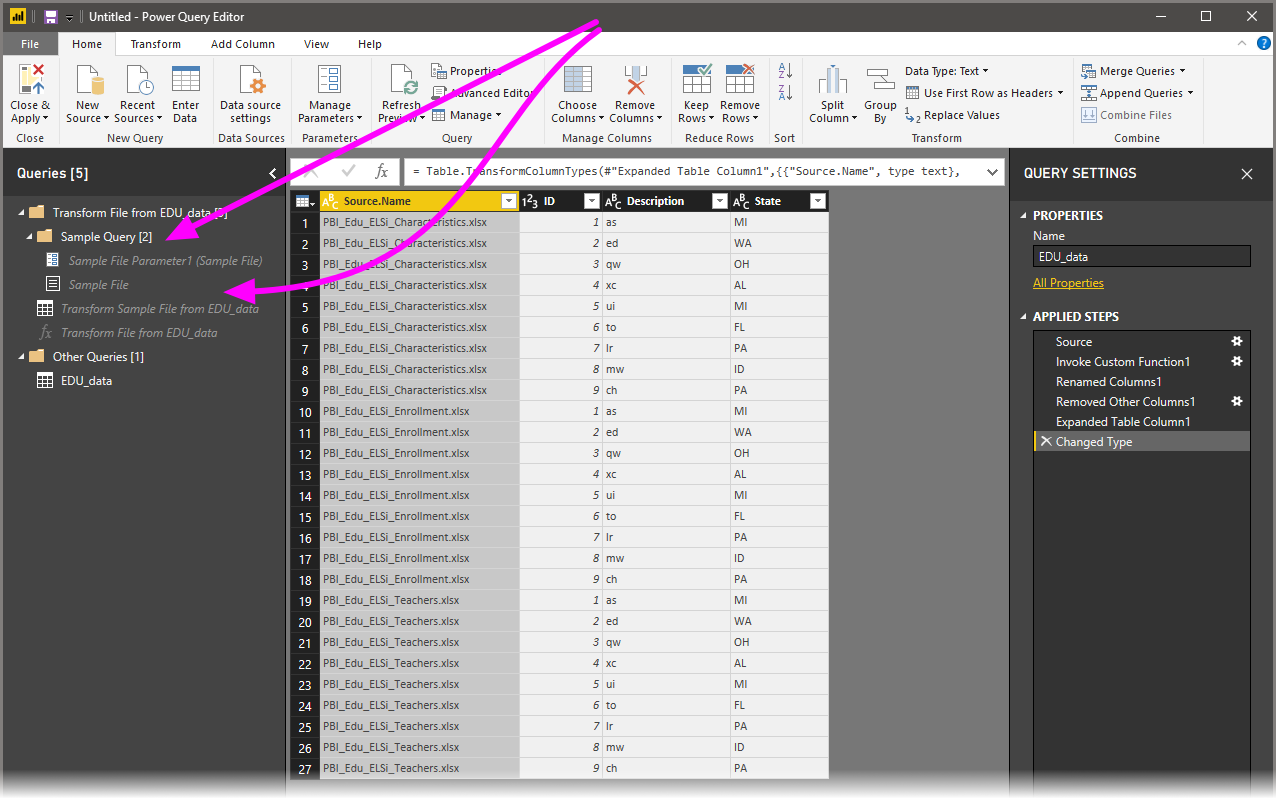 Untitled - Power Query Editor
File Home Transform Add Column View Help
Close & Apply
New Source
Recent Sources
Enter Data
Data source settings
Manage Parameters
Refresh Preview
Properties
Advanced Editor
Manage
Choose Columns
Remove Columns
Keep Rows
Remove Rows
Split Column
Group By
Data Type: Text
Use First Row as Headers
Replace Values
Merge Queries
Append Queries
Combine Files
Close New Query Data Sources Parameters Query Manage Columns Reduce Rows Sort Transform Combine
Queries [5]
Transform File from EDU_data [3]
Sample Query [2]
Sample File Parameter1 (Sample File)
Sample File
Transform Sample File from EDU_data
fx Transform File from EDU_data
Other Queries [1]
EDU_data
fx = Table.TransformColumnTypes(#"Expanded Table Column1",{{"Source.Name", type text},
ABC Source.Name 123 ID ABC Description ABC State
1 PBI_Edu_ELSi_Characteristics.xlsx 1 as MI
2 PBI_Edu_ELSi_Characteristics.xlsx 2 ed WA
3 PBI_Edu_ELSi_Characteristics.xlsx 3 qw OH
4 PBI_Edu_ELSi_Characteristics.xlsx 4 xc AL
5 PBI_Edu_ELSi_Characteristics.xlsx 5 ui MI
6 PBI_Edu_ELSi_Characteristics.xlsx 6 to FL
7 PBI_Edu_ELSi_Characteristics.xlsx 7 lr PA
8 PBI_Edu_ELSi_Characteristics.xlsx 8 mw ID
9 PBI_Edu_ELSi_Characteristics.xlsx 9 ch PA
10 PBI_Edu_ELSi_Enrollment.xlsx 1 as MI
11 PBI_Edu_ELSi_Enrollment.xlsx 2 ed WA
12 PBI_Edu_ELSi_Enrollment.xlsx 3 qw OH
13 PBI_Edu_ELSi_Enrollment.xlsx 4 xc AL
14 PBI_Edu_ELSi_Enrollment.xlsx 5 ui MI
15 PBI_Edu_ELSi_Enrollment.xlsx 6 to FL
16 PBI_Edu_ELSi_Enrollment.xlsx 7 lr PA
17 PBI_Edu_ELSi_Enrollment.xlsx 8 mw ID
18 PBI_Edu_ELSi_Enrollment.xlsx 9 ch PA
19 PBI_Edu_ELSi_Teachers.xlsx 1 as MI
20 PBI_Edu_ELSi_Teachers.xlsx 2 ed WA
21 PBI_Edu_ELSi_Teachers.xlsx 3 qw OH
22 PBI_Edu_ELSi_Teachers.xlsx 4 xc AL
23 PBI_Edu_ELSi_Teachers.xlsx 5 ui MI
24 PBI_Edu_ELSi_Teachers.xlsx 6 to FL
25 PBI_Edu_ELSi_Teachers.xlsx 7 lr PA
26 PBI_Edu_ELSi_Teachers.xlsx 8 mw ID
27 PBI_Edu_ELSi_Teachers.xlsx 9 ch PA
QUERY SETTINGS
PROPERTIES
Name
EDU_data
All Properties
APPLIED STEPS
Source
Invoke Custom Function1
Renamed Columns1
Removed Other Columns1
Expanded Table Column1
Changed Type